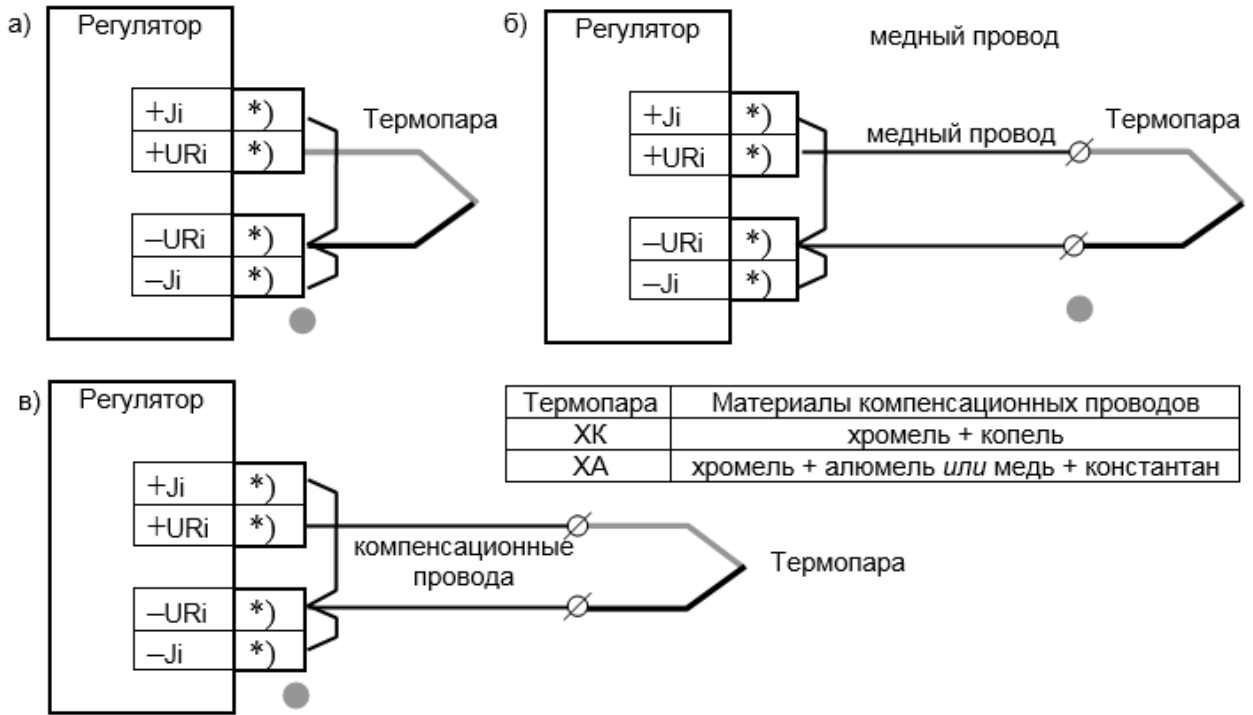 а)
Регулятор
+Ji *)
+URi *)
–URi *)
–Ji *)
Термопара
б)
Регулятор
медный провод
+Ji *)
+URi *)
–URi *)
–Ji *)
медный провод
Термопара
в)
Регулятор
+Ji *)
+URi *)
–URi *)
–Ji *)
компенсационные
провода
Термопара
Термопара Материалы компенсационных проводов
ХК хромель + копель
ХА хромель + алюмель или медь + константан